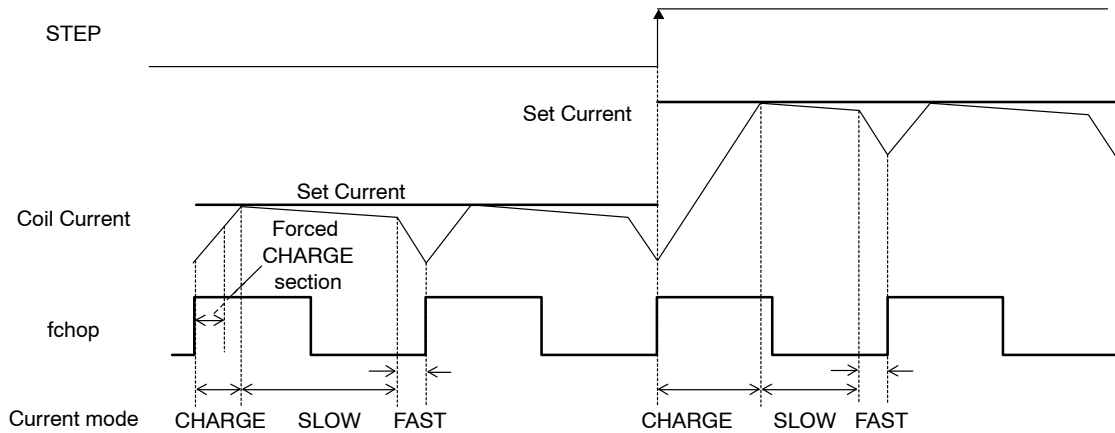 STEP
Set Current
Set Current
Coil Current
Forced
CHARGE
section
fchop
Current mode
CHARGE
SLOW
FAST
CHARGE
SLOW
FAST